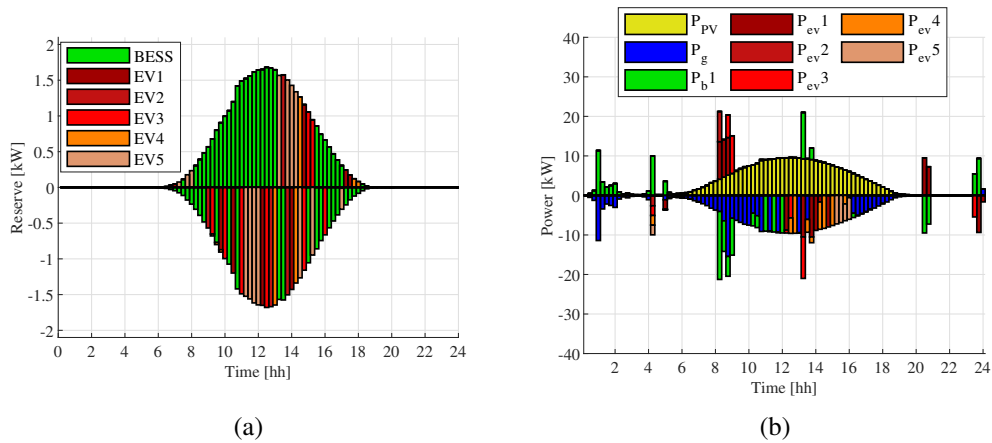 BESS
EV1
EV2
EV3
EV4
EV5
2
1.5
1
0.5
0
-0.5
-1
-1.5
-2
Reserve [kW]
0 2 4 6 8 10 12 14 16 18 20 22 24
Time [hh]
(a)
P_PV P_ev1 P_ev4
P_g P_ev2 P_ev5
P_b1 P_ev3
40
30
20
10
0
-10
-20
-30
-40
Power [kW]
0 2 4 6 8 10 12 14 16 18 20 22 24
Time [hh]
(b)